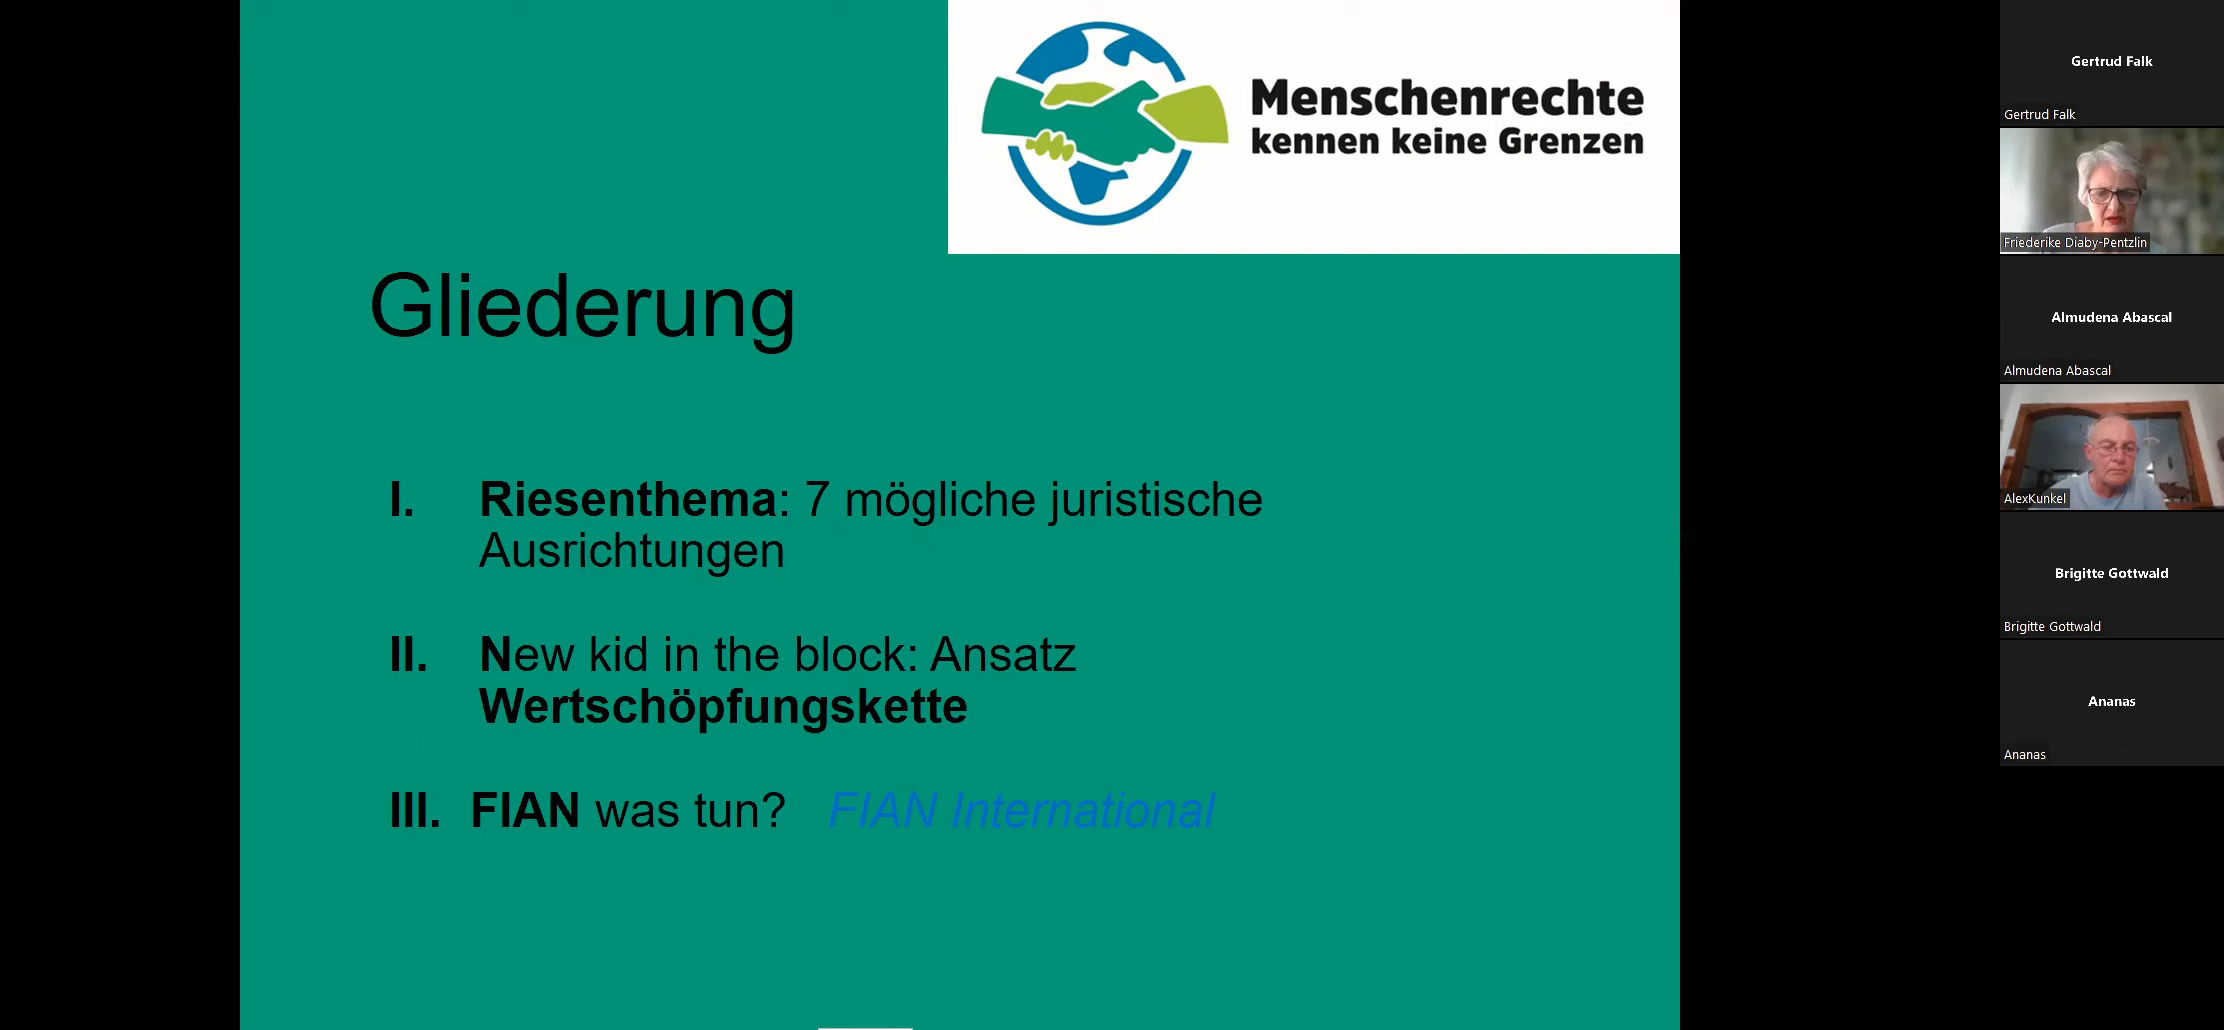 Menschenrechte
kennen keine Grenzen
Gliederung
I. Riesenthema: 7 mögliche juristische
Ausrichtungen
II. New kid in the block: Ansatz
Wertschöpfungskette
III. FIAN was tun? FIAN International
Gertrud Falk
Gertrud Falk
Friederike Diaby-Pentzlin
Almudena Abascal
Almudena Abascal
AlexKunkel
Brigitte Gottwald
Brigitte Gottwald
Ananas
Ananas